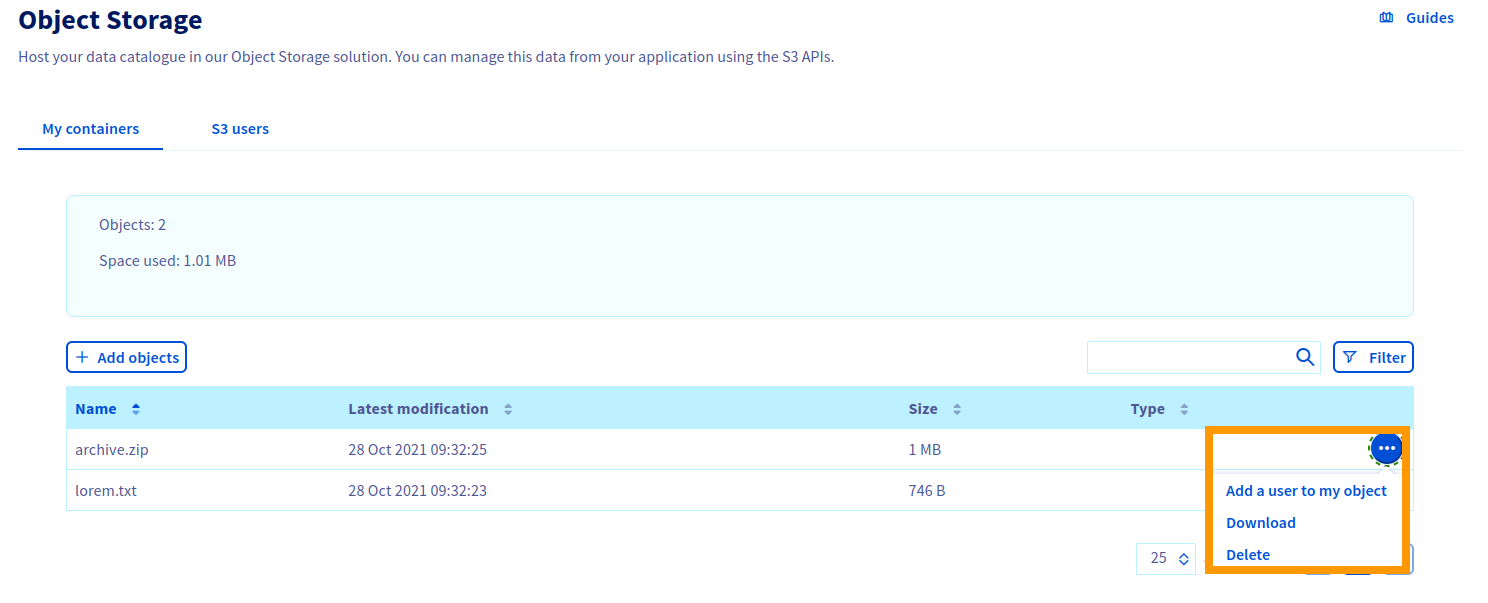 Object Storage
Guides
Host your data catalogue in our Object Storage solution. You can manage this data from your application using the S3 APIs.
My containers S3 users
Objects: 2
Space used: 1.01 MB
Add objects
Filter
Name Latest modification Size Type
archive.zip 28 Oct 2021 09:32:25 1 MB
lorem.txt 28 Oct 2021 09:32:23 746 B
Add a user to my object
Download
Delete
25